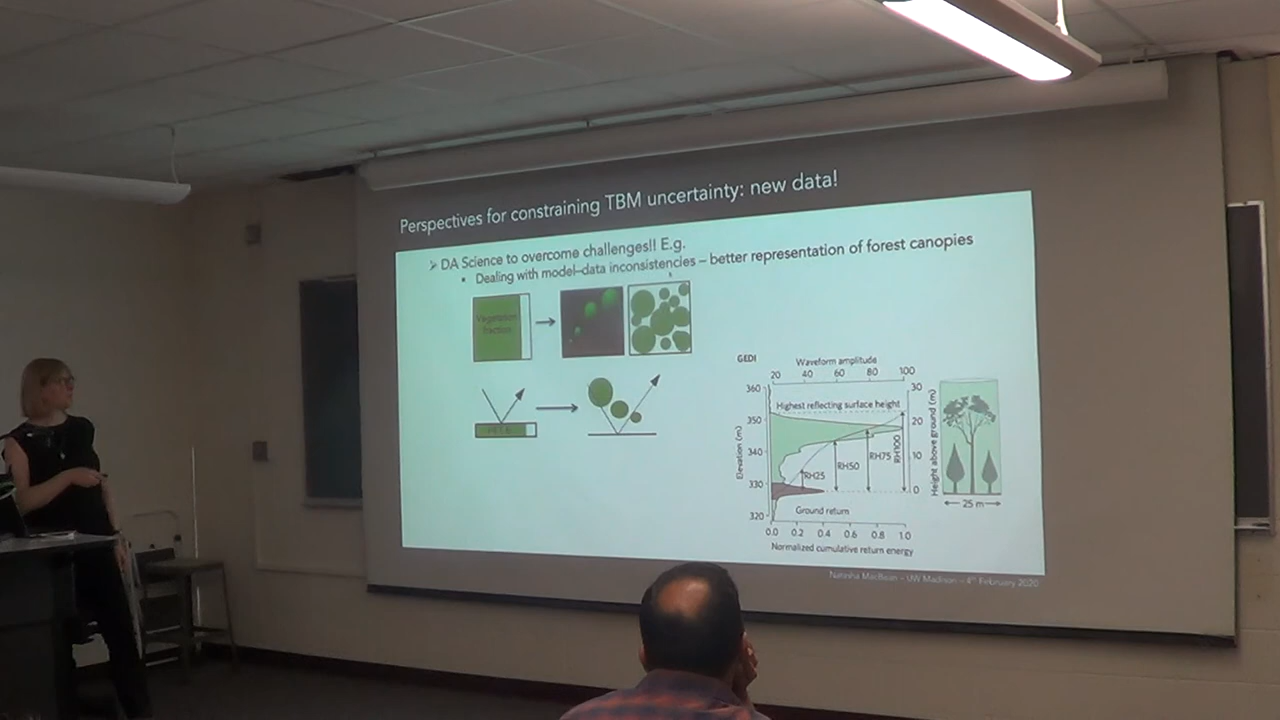 Perspectives for constraining TBM uncertainty: new data!
➢ DA Science to overcome challenges!! E.g.
• Dealing with model–data inconsistencies – better representation of forest canopies
Vegetation
fraction
GEDI
Waveform amplitude
20 40 60 80 100
360
350
340
330
320
Elevation (m)
Highest reflecting surface height
RH25
RH50
RH75
RH100
Ground return
30
20
10
0
Height above ground (m)
25 m
0.0 0.2 0.4 0.6 0.8 1.0
Normalized cumulative return energy
Natasha MacBean – UW Madison – 4th February 2020